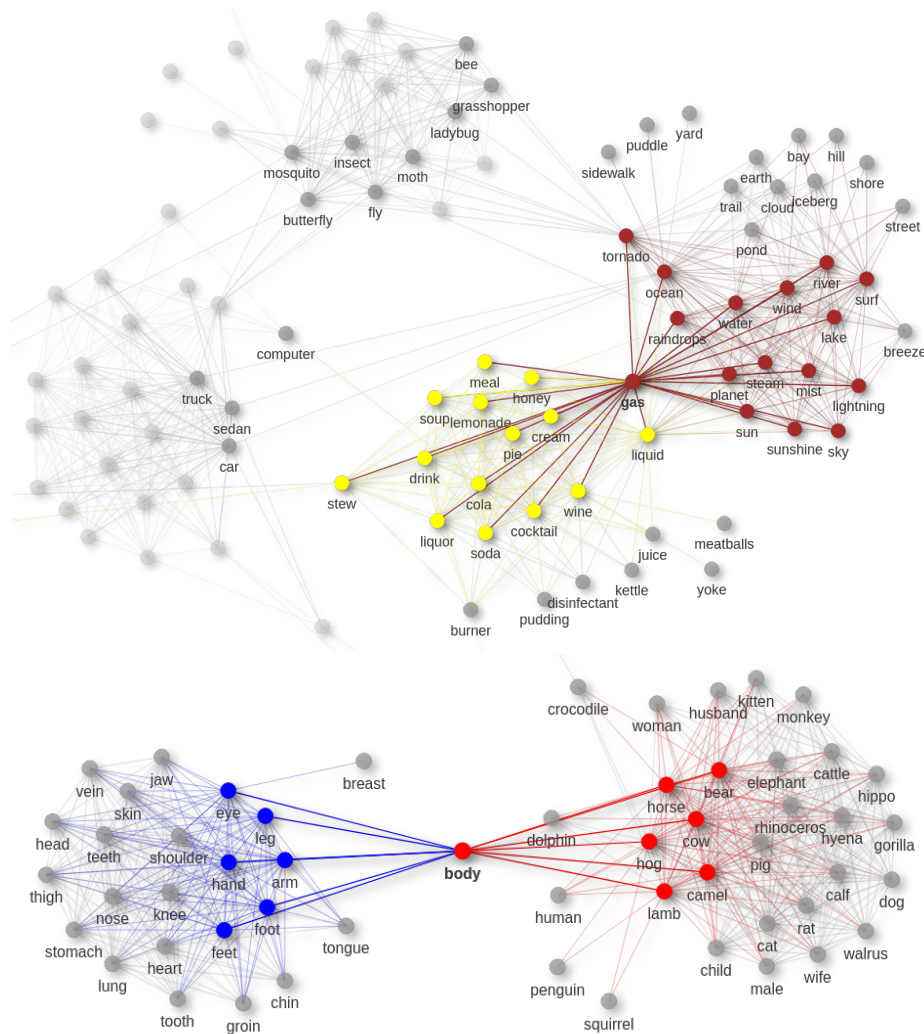 bee
grasshopper
ladybug
insect
mosquito
moth
butterfly
fly
yard
puddle
sidewalk
bay
hill
earth
shore
iceberg
trail
cloud
street
pond
tornado
ocean
river
wind
surf
water
raindrops
lake
breeze
computer
truck
sedan
car
meal
honey
steam
planet
mist
gas
lightning
soup
lemonade
cream
pie
sun
sunshine
sky
liquid
drink
stew
cola
wine
liquor
soda
cocktail
juice
meatballs
kettle
yoke
disinfectant
pudding
burner
kitten
crocodile
woman
husband
monkey
jaw
vein
breast
skin
eye
bear
elephant
cattle
hippo
horse
leg
head
teeth
shoulder
dolphin
rhinoceros
hyena
gorilla
hog
cow
pig
hand
arm
body
thigh
camel
calf
dog
nose
knee
lamb
human
foot
feet
tongue
stomach
rat
walrus
cat
heart
lung
child
male
wife
penguin
chin
tooth
groin
squirrel